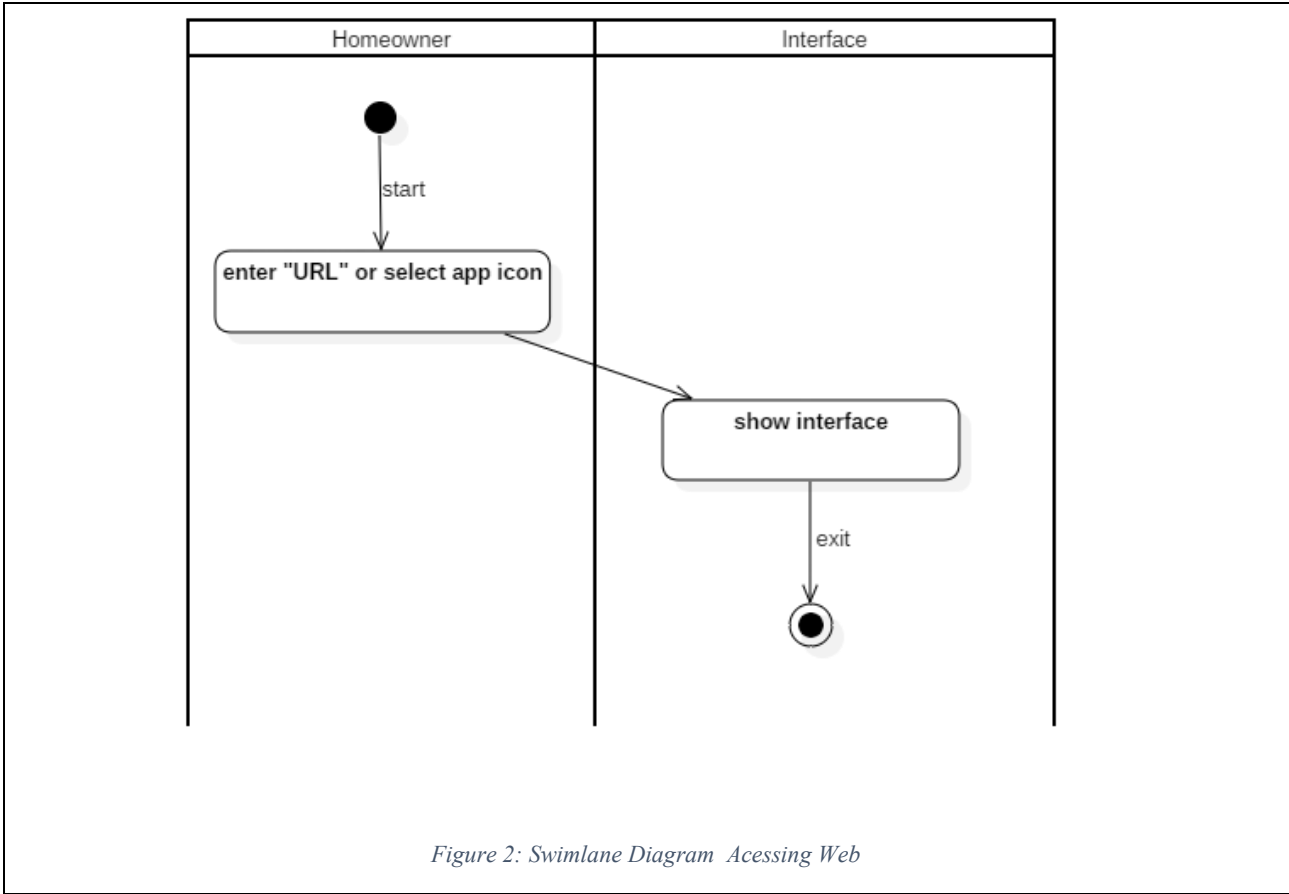 Homeowner
Interface
start
enter "URL" or select app icon
show interface
exit
Figure 2: Swimlane Diagram  Acessing Web